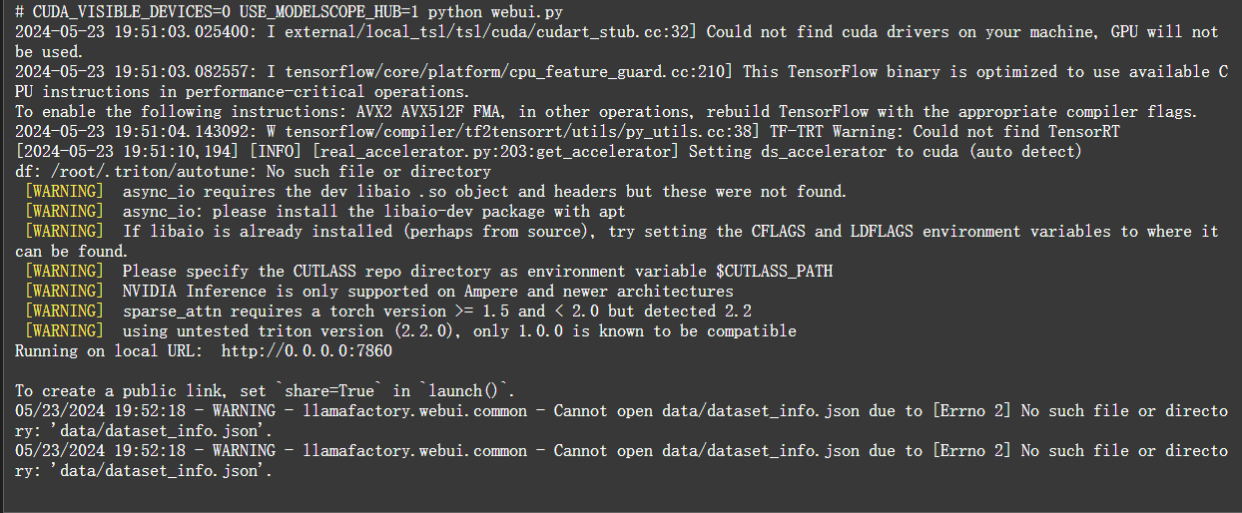 # CUDA_VISIBLE_DEVICES=0 USE_MODELSCOPE_HUB=1 python webui.py
2024-05-23 19:51:03.025400: I external/local_tsl/tsl/cuda/cudart_stub.cc:32] Could not find cuda drivers on your machine, GPU will not
be used.
2024-05-23 19:51:03.082557: I tensorflow/core/platform/cpu_feature_guard.cc:210] This TensorFlow binary is optimized to use available C
PU instructions in performance-critical operations.
To enable the following instructions: AVX2 AVX512F FMA, in other operations, rebuild TensorFlow with the appropriate compiler flags.
2024-05-23 19:51:04.143092: W tensorflow/compiler/tf2tensorrt/utils/py_utils.cc:38] TF-TRT Warning: Could not find TensorRT
[2024-05-23 19:51:10,194] [INFO] [real_accelerator.py:203:get_accelerator] Setting ds_accelerator to cuda (auto detect)
df: /root/.triton/autotune: No such file or directory
[WARNING]  async_io requires the dev libaio .so object and headers but these were not found.
[WARNING]  async_io: please install the libaio-dev package with apt
[WARNING]  If libaio is already installed (perhaps from source), try setting the CFLAGS and LDFLAGS environment variables to where it
can be found.
[WARNING]  Please specify the CUTLASS repo directory as environment variable $CUTLASS_PATH
[WARNING]  NVIDIA Inference is only supported on Ampere and newer architectures
[WARNING]  sparse_attn requires a torch version >= 1.5 and < 2.0 but detected 2.2
[WARNING]  using untested triton version (2.2.0), only 1.0.0 is known to be compatible
Running on local URL:  http://0.0.0.0:7860
To create a public link, set `share=True` in `launch()`.
05/23/2024 19:52:18 - WARNING - llamafactory.webui.common - Cannot open data/dataset_info.json due to [Errno 2] No such file or directo
ry: 'data/dataset_info.json'.
05/23/2024 19:52:18 - WARNING - llamafactory.webui.common - Cannot open data/dataset_info.json due to [Errno 2] No such file or directo
ry: 'data/dataset_info.json'.